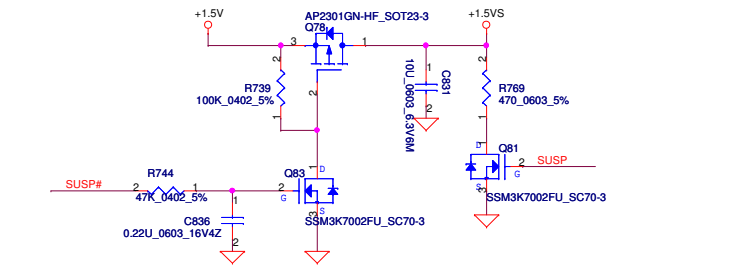 +1.5V
AP2301GN-HF_SOT23-3
Q78
+1.5VS
3
1
2
2
R739
100K_0402_5%
1
2
1
C831
10U_0603_6.3V6M
2
2
R769
470_0603_5%
1
1
D
Q81
SUSP
2
G
S
3
SSM3K7002FU_SC70-3
1
D
Q83
2
G
S
3
SSM3K7002FU_SC70-3
SUSP#
2
R744
1
47K_0402_5%
1
C836
0.22U_0603_16V4Z
2